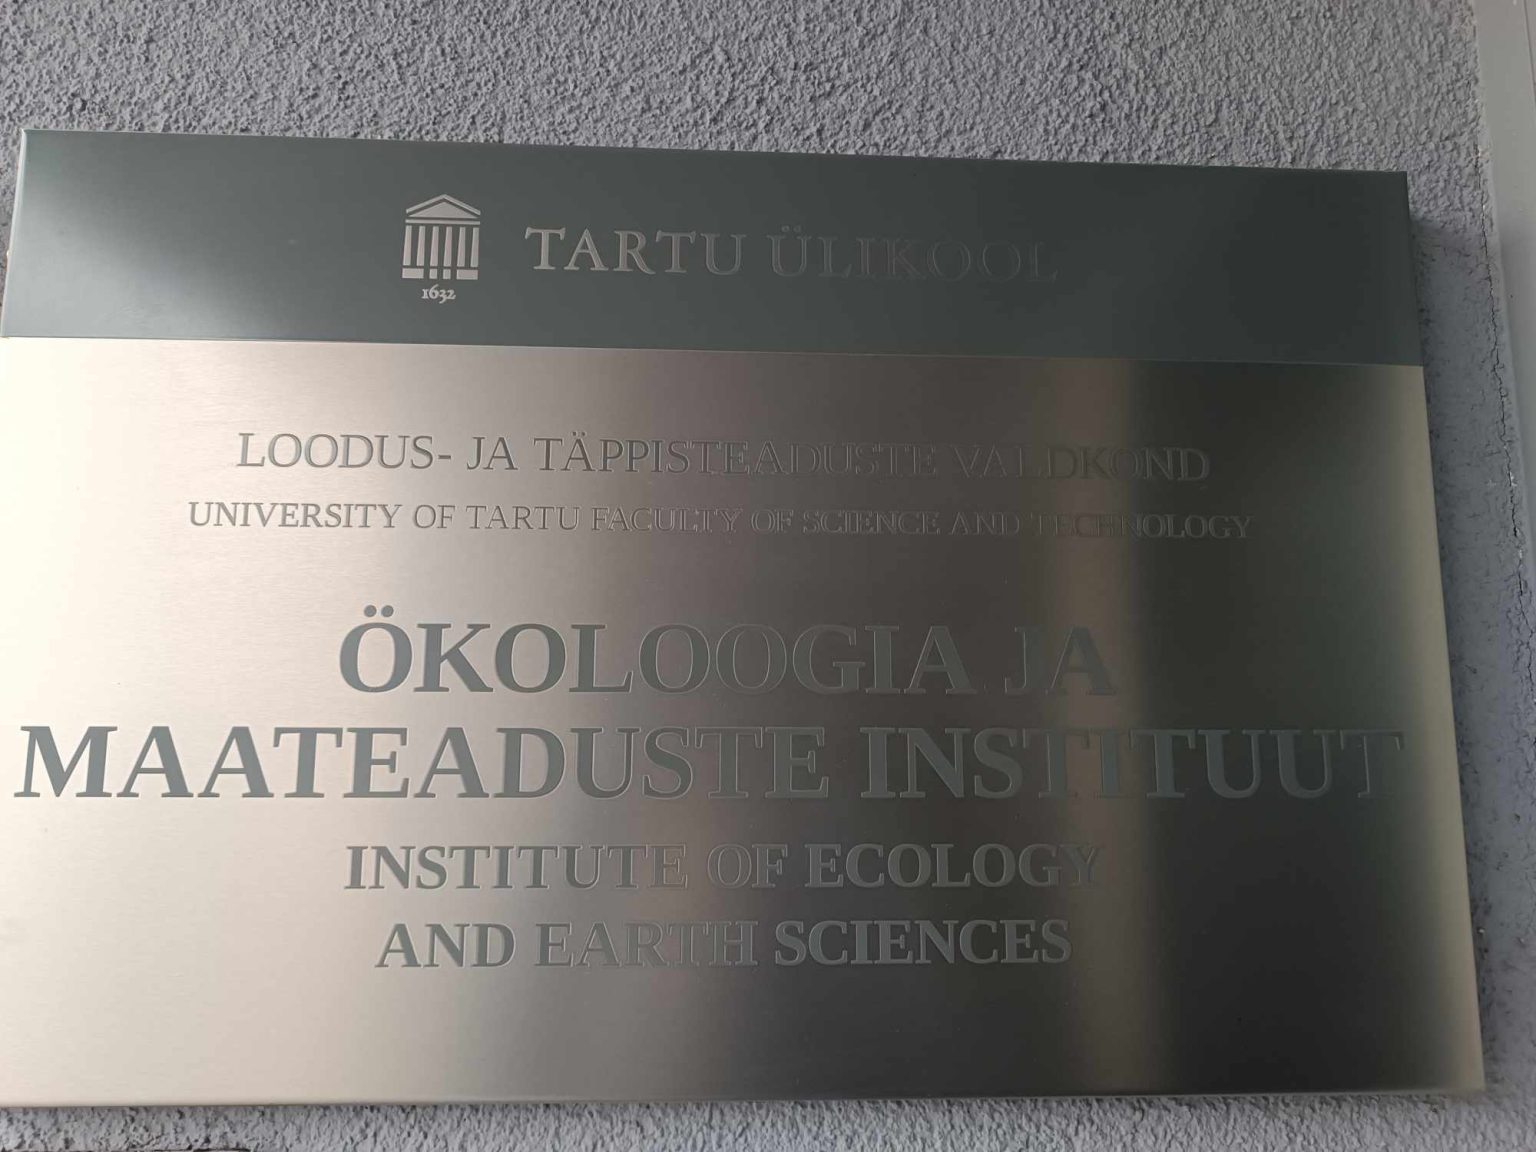 TARTU ÜLIKOOL
1632
LOODUS- JA TÄPPISTEADUSTE VALDKOND
UNIVERSITY OF TARTU FACULTY OF SCIENCE AND TECHNOLOGY
ÖKOLOOGIA JA
MAATEADUSTE INSTITUUT
INSTITUTE OF ECOLOGY
AND EARTH SCIENCES